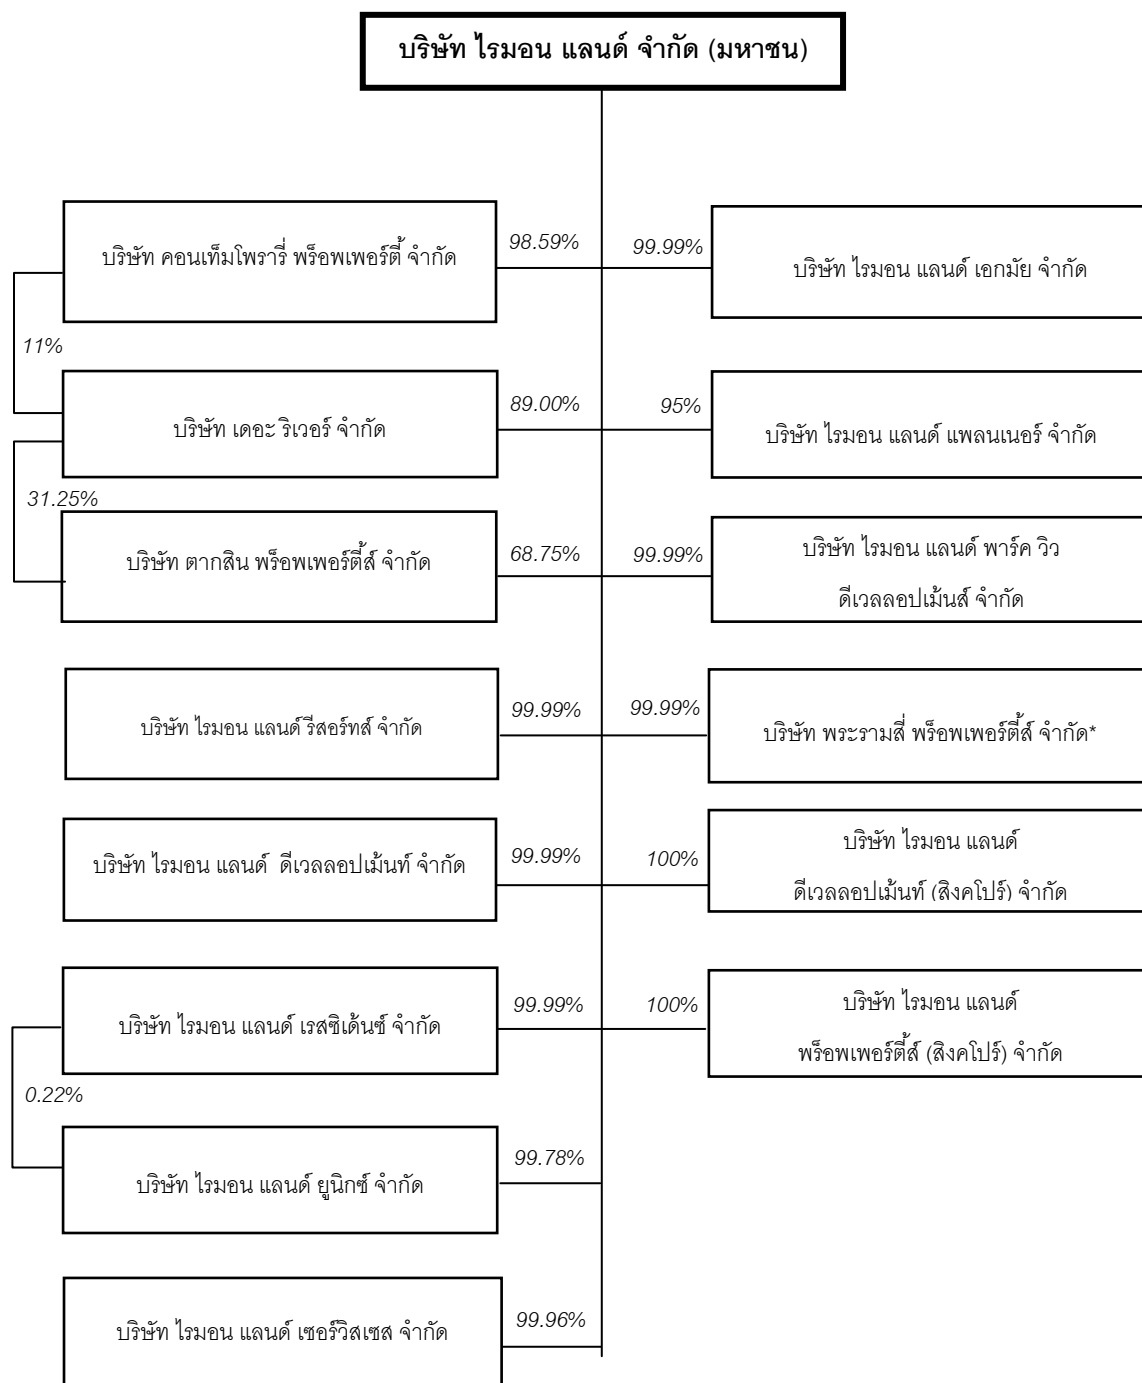 บริษัท ไรมอน แลนด์ จำกัด (มหาชน)
บริษัท คอนเท็มโพรารี่ พร็อพเพอร์ตี้ จำกัด
98.59%
99.99%
บริษัท ไรมอน แลนด์ เอกมัย จำกัด
11%
บริษัท เดอะ ริเวอร์ จำกัด
89.00%
95%
บริษัท ไรมอน แลนด์ แพลนเนอร์ จำกัด
31.25%
บริษัท ตากสิน พร็อพเพอร์ตี้ส์ จำกัด
68.75%
99.99%
บริษัท ไรมอน แลนด์ พาร์ค วิว
ดีเวลลอปเม้นส์ จำกัด
บริษัท ไรมอน แลนด์ รีสอร์ทส์ จำกัด
99.99%
99.99%
บริษัท พระรามสี่ พร็อพเพอร์ตี้ส์ จำกัด*
บริษัท ไรมอน แลนด์ ดีเวลลอปเม้นท์ จำกัด
99.99%
100%
บริษัท ไรมอน แลนด์
ดีเวลลอปเม้นท์ (สิงคโปร์) จำกัด
บริษัท ไรมอน แลนด์ เรสซิเด้นซ์ จำกัด
99.99%
100%
บริษัท ไรมอน แลนด์
พร็อพเพอร์ตี้ส์ (สิงคโปร์) จำกัด
0.22%
บริษัท ไรมอน แลนด์ ยูนิกซ์ จำกัด
99.78%
บริษัท ไรมอน แลนด์ เซอร์วิสเซส จำกัด
99.96%